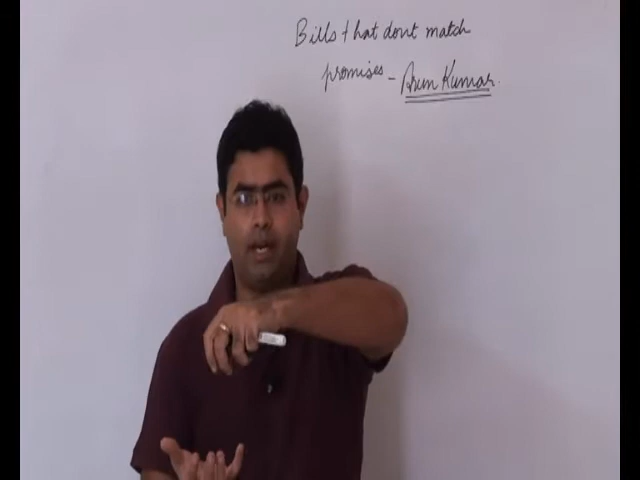 Bills that dont match
promises - Arun Kumar.